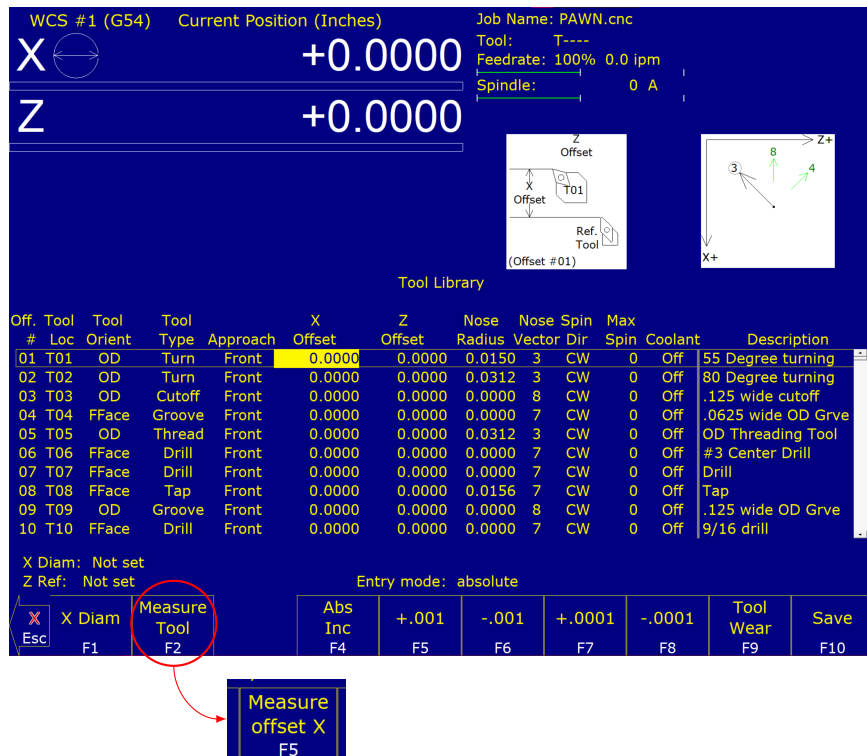 WCS #1 (G54) Current Position (Inches)
Job Name: PAWN.cnc
X +0.0000
Tool: T----
Feedrate: 100% 0.0 ipm
Spindle: 0 A
Z +0.0000
Z
Offset
X
Offset
T01
Ref.
Tool
(Offset #01)
Z+
8
3
4
X+
Tool Library
Off. Tool Tool Tool X Z Nose Nose Spin Max
# Loc Orient Type Approach Offset Offset Radius Vector Dir Spin Coolant Description
01 T01 OD Turn Front 0.0000 0.0000 0.0150 3 CW 0 Off 55 Degree turning
02 T02 OD Turn Front 0.0000 0.0000 0.0312 3 CW 0 Off 80 Degree turning
03 T03 OD Cutoff Front 0.0000 0.0000 0.0000 8 CW 0 Off .125 wide cutoff
04 T04 FFace Groove Front 0.0000 0.0000 0.0000 7 CW 0 Off .0625 wide OD Grve
05 T05 OD Thread Front 0.0000 0.0000 0.0312 3 CW 0 Off OD Threading Tool
06 T06 FFace Drill Front 0.0000 0.0000 0.0000 7 CW 0 Off #3 Center Drill
07 T07 FFace Drill Front 0.0000 0.0000 0.0000 7 CW 0 Off Drill
08 T08 FFace Tap Front 0.0000 0.0000 0.0156 7 CW 0 Off Tap
09 T09 OD Groove Front 0.0000 0.0000 0.0000 8 CW 0 Off .125 wide OD Grve
10 T10 FFace Drill Front 0.0000 0.0000 0.0000 7 CW 0 Off 9/16 drill
X Diam: Not set
Z Ref: Not set
Entry mode: absolute
X
Esc
X Diam
F1
Measure
Tool
F2
Abs
Inc
F4
+.001
F5
-.001
F6
+.0001
F7
-.0001
F8
Tool
Wear
F9
Save
F10
Measure
offset X
F5